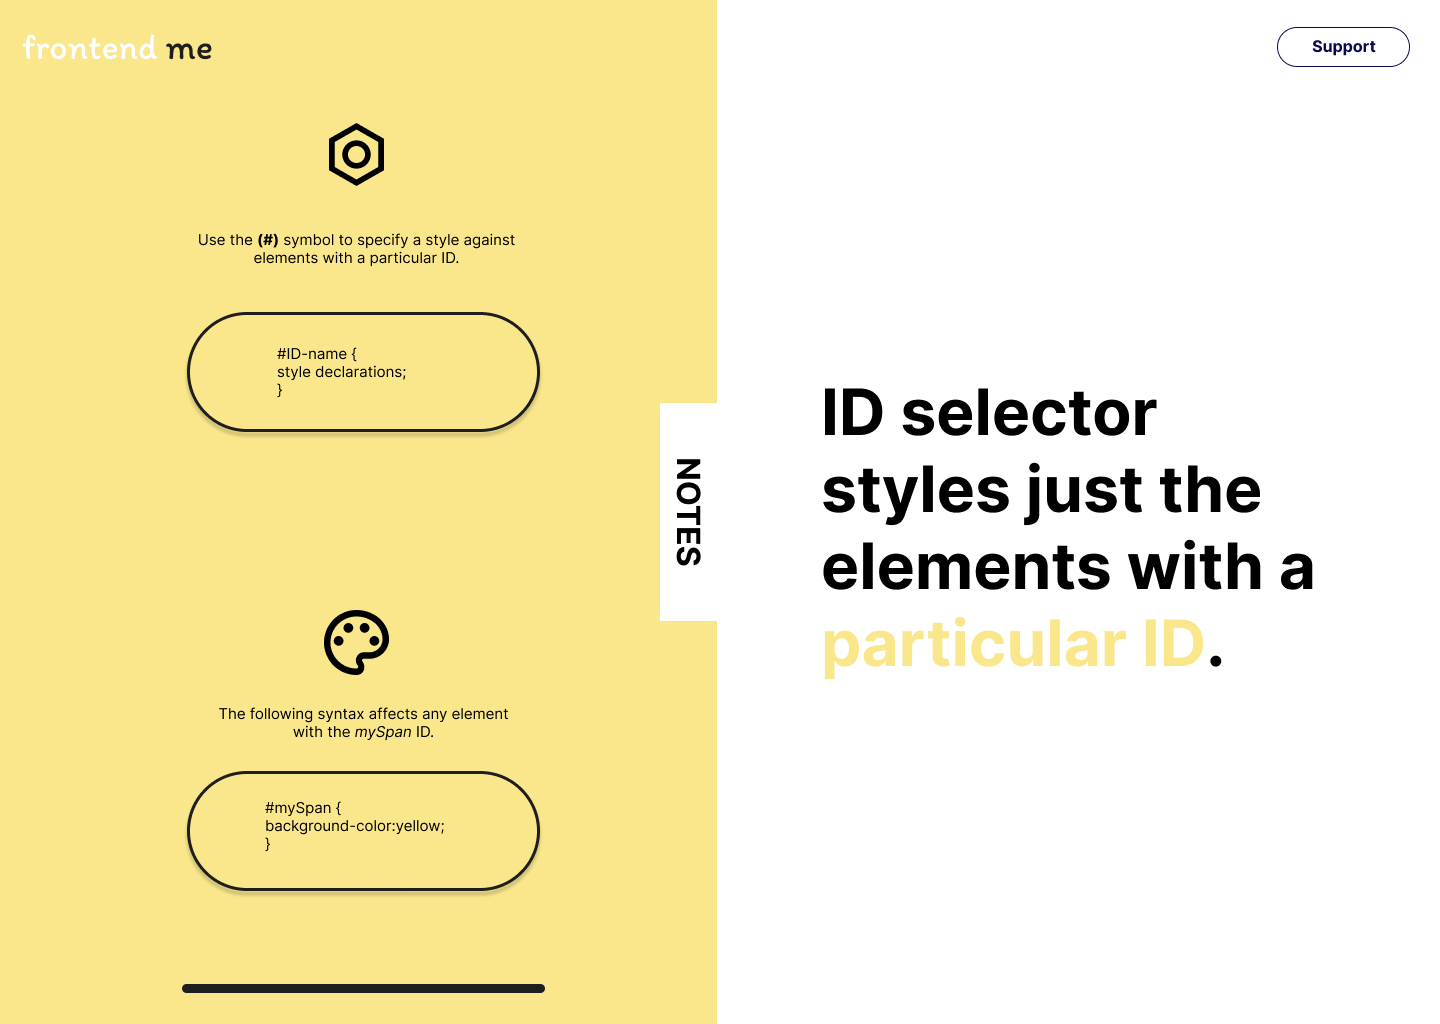 frontend me
Support
Use the (#) symbol to specify a style against
elements with a particular ID.
#ID-name {
style declarations;
}
NOTES
The following syntax affects any element
with the mySpan ID.
#mySpan {
background-color:yellow;
}
ID selector
styles just the
elements with a
particular ID.